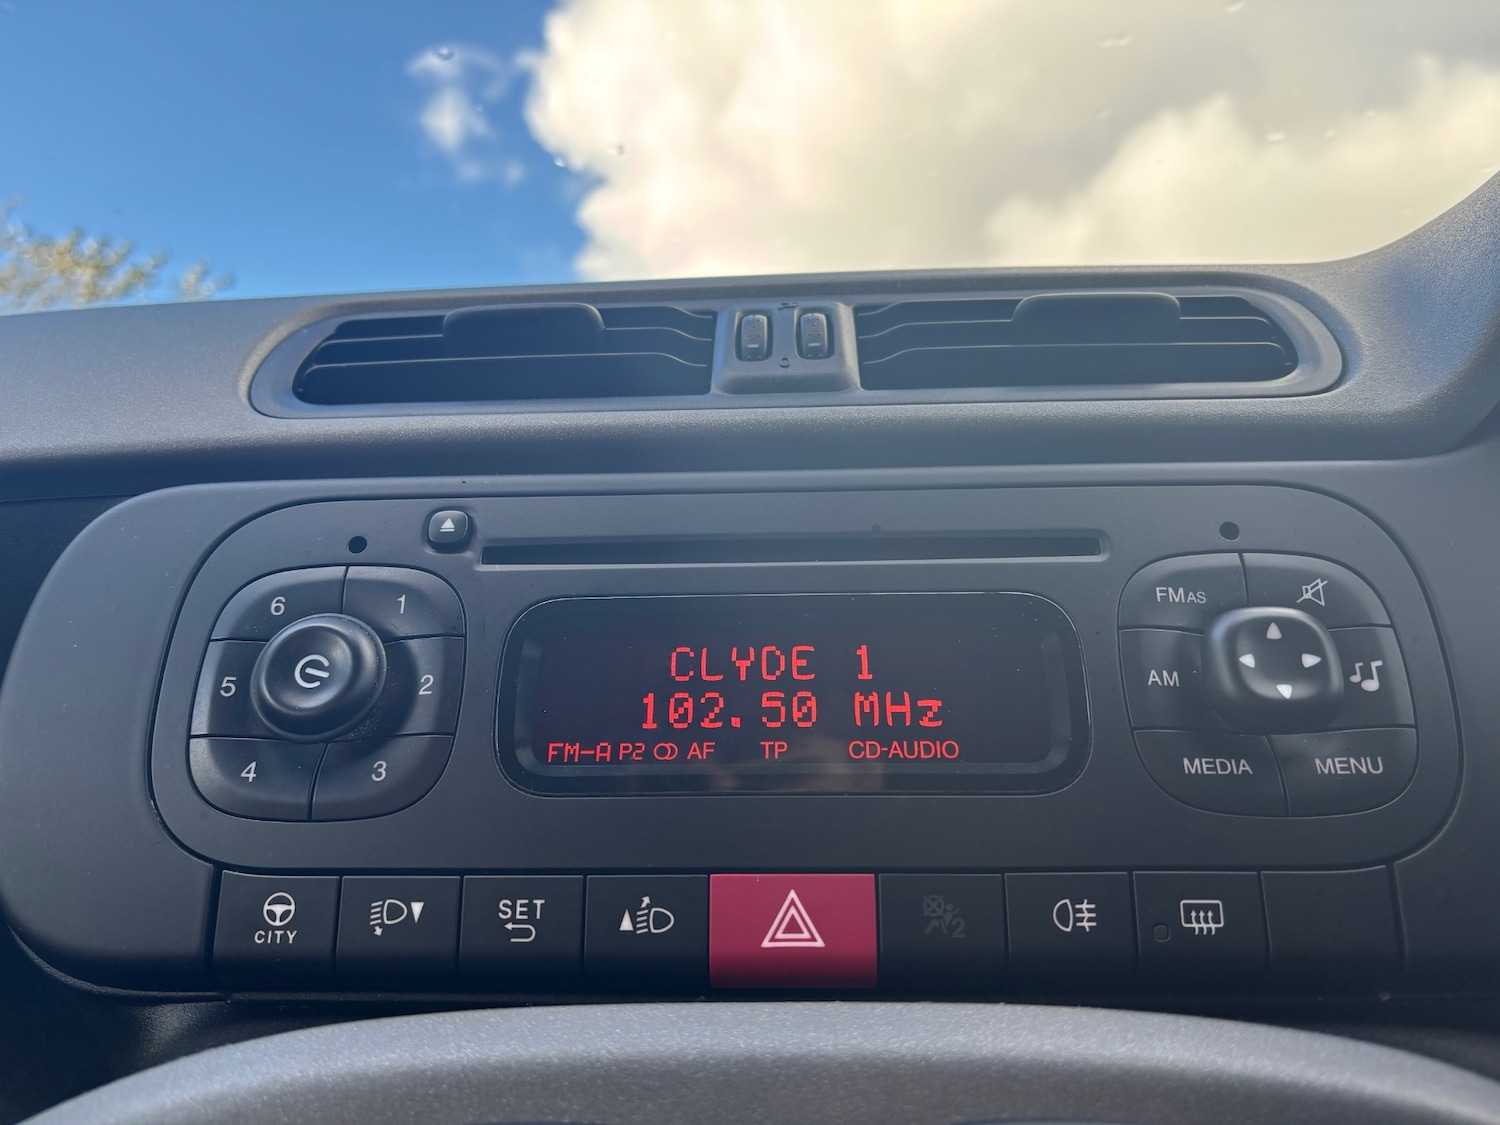 6 1
5 2
4 3
CLYDE 1
102.50 MHz
FM-A P2 AF TP CD-AUDIO
FMAS
AM
MEDIA MENU
CITY
SET
2